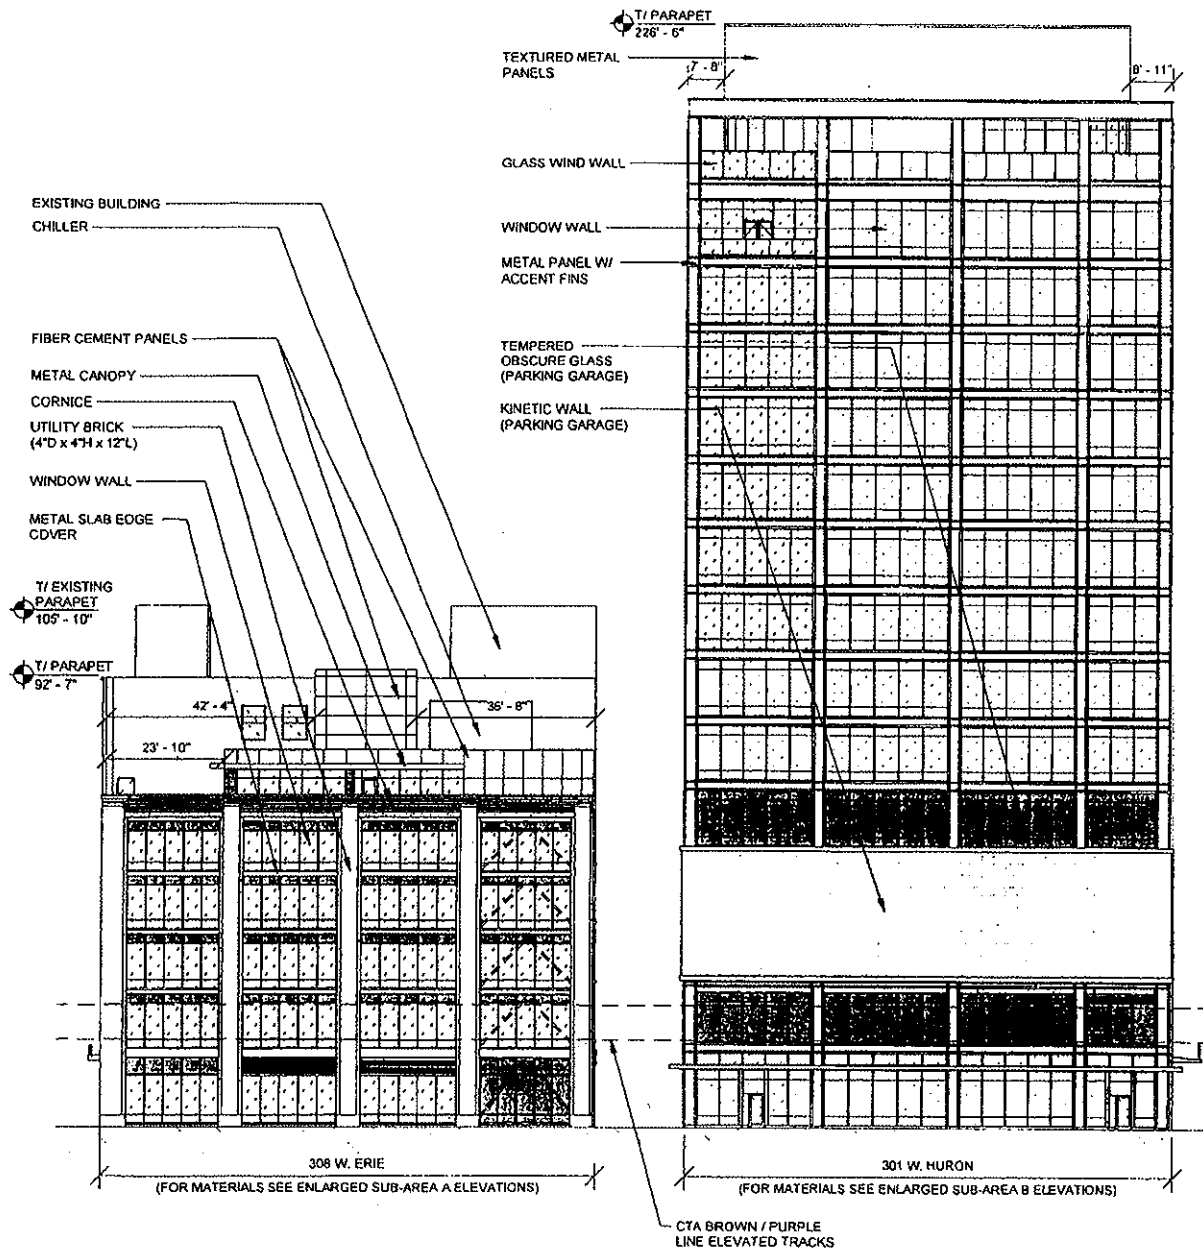 T/ PARAPET
226' - 6"
TEXTURED METAL
PANELS
7' - 8"
8' - 11"
GLASS WIND WALL
WINDOW WALL
METAL PANEL W/
ACCENT FINS
TEMPERED
OBSCURE GLASS
(PARKING GARAGE)
KINETIC WALL
(PARKING GARAGE)
EXISTING BUILDING
CHILLER
FIBER CEMENT PANELS
METAL CANOPY
CORNICE
UTILITY BRICK
(4"D x 4"H x 12"L)
WINDOW WALL
METAL SLAB EDGE
COVER
T/ EXISTING
PARAPET
105' - 10"
T/ PARAPET
92' - 7"
42' - 4"
36' - 8"
23' - 10"
308 W. ERIE
(FOR MATERIALS SEE ENLARGED SUB-AREA A ELEVATIONS)
301 W. HURON
(FOR MATERIALS SEE ENLARGED SUB-AREA B ELEVATIONS)
CTA BROWN / PURPLE
LINE ELEVATED TRACKS